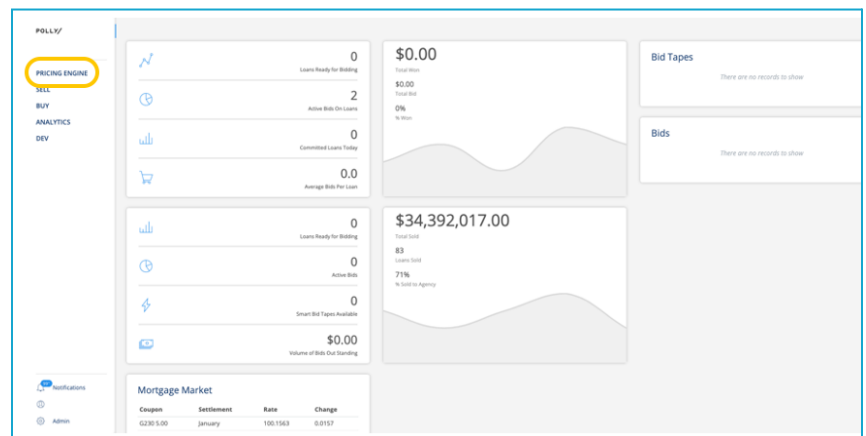 POLLY/
PRICING ENGINE
SELL
BUY
ANALYTICS
DEV
Notifications
Admin
0
Loans Ready for Bidding
2
Active Bids On Loans
0
Committed Loans Today
0.0
Average Bids Per Loan
$0.00
Total Won
$0.00
Total Bid
0%
% Won
Bid Tapes
There are no records to show
Bids
There are no records to show
0
Loans Ready for Bidding
0
Active Bids
0
Smart Bid Tapes Available
$0.00
Volume of Bids Out Standing
$34,392,017.00
Total Sold
83
Loans Sold
71%
% Sold to Agency
Mortgage Market
Coupon Settlement Rate Change
G230 5.00 January 100.1563 0.0157